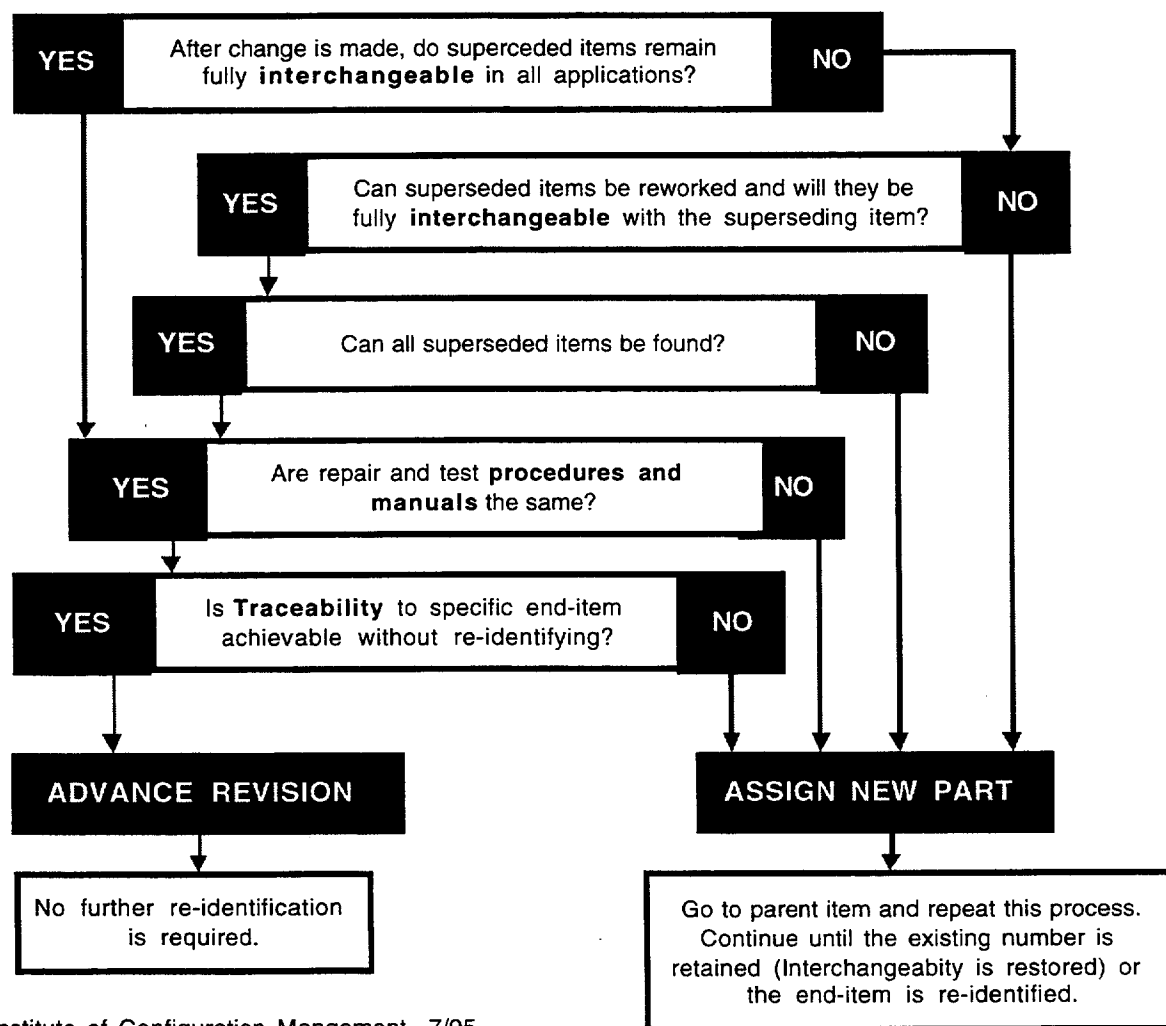 YES
After change is made, do superceded items remain
fully interchangeable in all applications?
NO
YES
Can superseded items be reworked and will they be
fully interchangeable with the superseding item?
NO
YES
Can all superseded items be found?
NO
YES
Are repair and test procedures and
manuals the same?
NO
YES
Is Traceability to specific end-item
achievable without re-identifying?
NO
ADVANCE REVISION
ASSIGN NEW PART
No further re-identification
is required.
Go to parent item and repeat this process.
Continue until the existing number is
retained (Interchangeabity is restored) or
the end-item is re-identified.
of Configuration Mangement 7/95